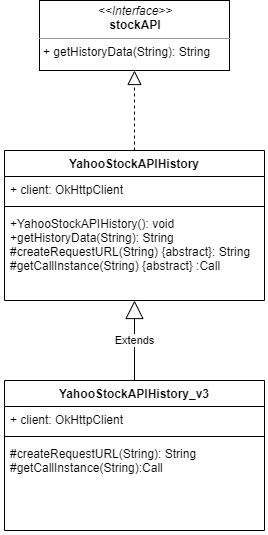 <<Interface>>
stockAPI
+ getHistoryData(String): String
YahooStockAPIHistory
+ client: OkHttpClient
+YahooStockAPIHistory(): void
+getHistoryData(String): String
#createRequestURL(String) {abstract}: String
#getCallInstance(String) {abstract} :Call
Extends
YahooStockAPIHistory_v3
+ client: OkHttpClient
#createRequestURL(String): String
#getCallInstance(String):Call